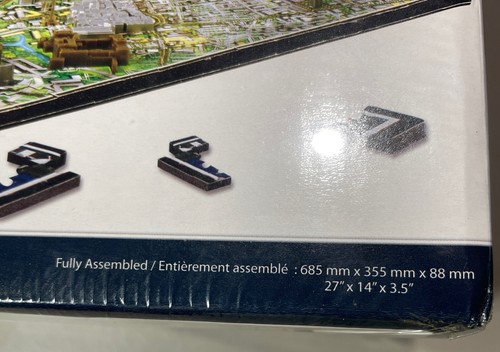 Fully Assembled / Entièrement assemblé : 685 mm x 355 mm x 88 mm
27” x 14” x 3.5”